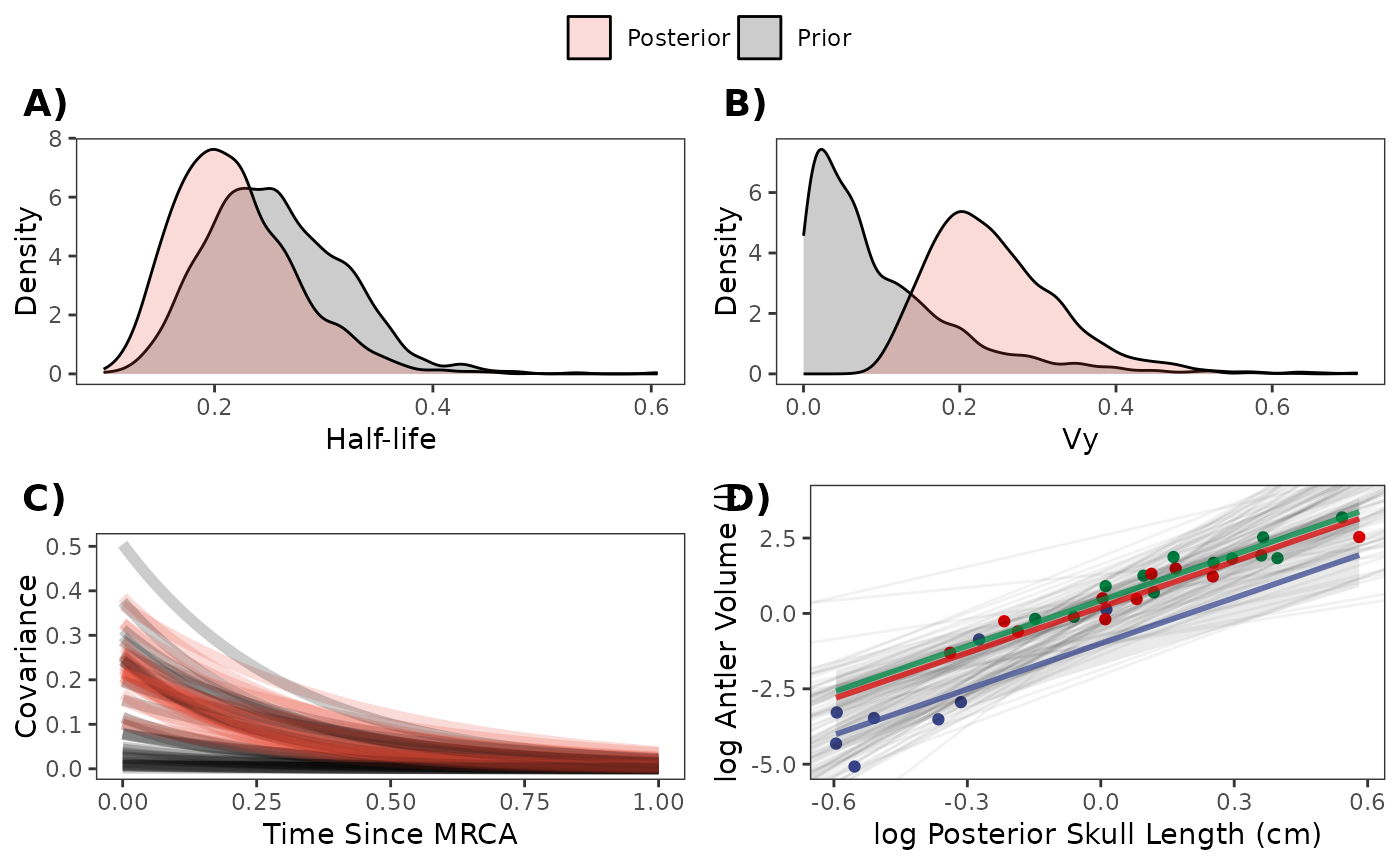 Posterior Prior
A)
Density
8
6
4
2
0
0.2 0.4 0.6
Half-life
B)
Density
6
4
2
0
0.0 0.2 0.4 0.6
Vy
C)
Covariance
0.5
0.4
0.3
0.2
0.1
0.0
0.00 0.25 0.50 0.75 1.00
Time Since MRCA
D)
log Antler Volume (l)
2.5
0.0
-2.5
-5.0
-0.6 -0.3 0.0 0.3 0.6
log Posterior Skull Length (cm)